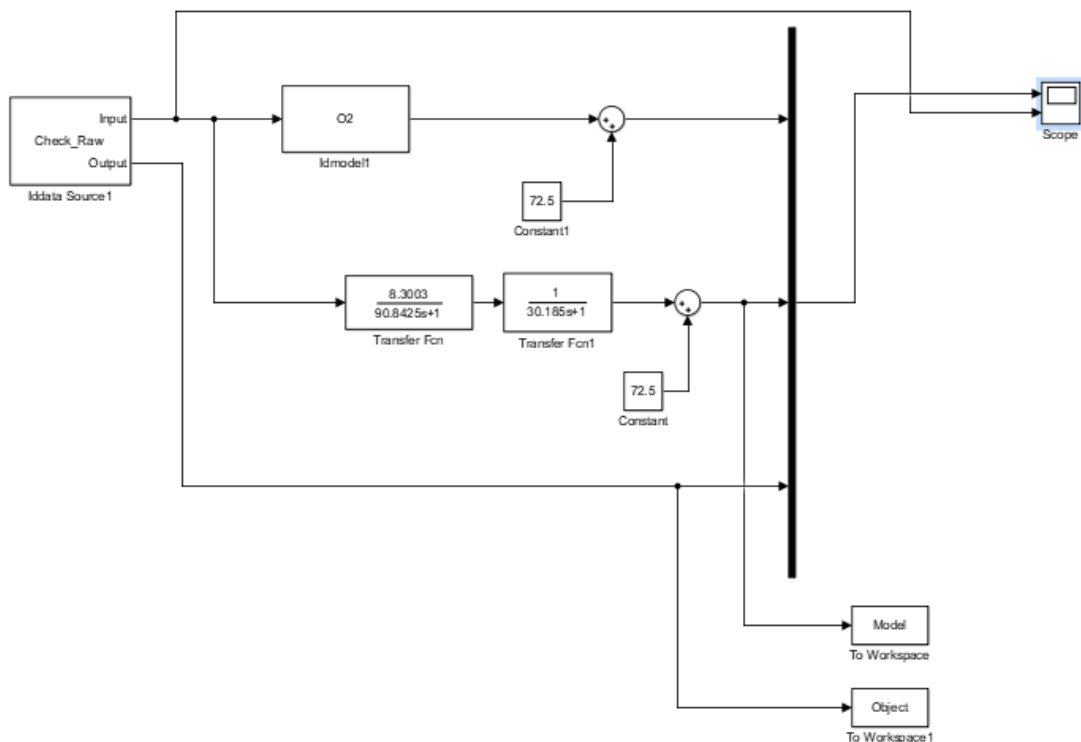 Input
Check_Raw
Output
Iddata Source1
O2
Idmodel1
72.5
Constant1
8.3003
90.8425s+1
Transfer Fcn
1
30.185s+1
Transfer Fcn1
72.5
Constant
Scope
Model
To Workspace
Object
To Workspace1